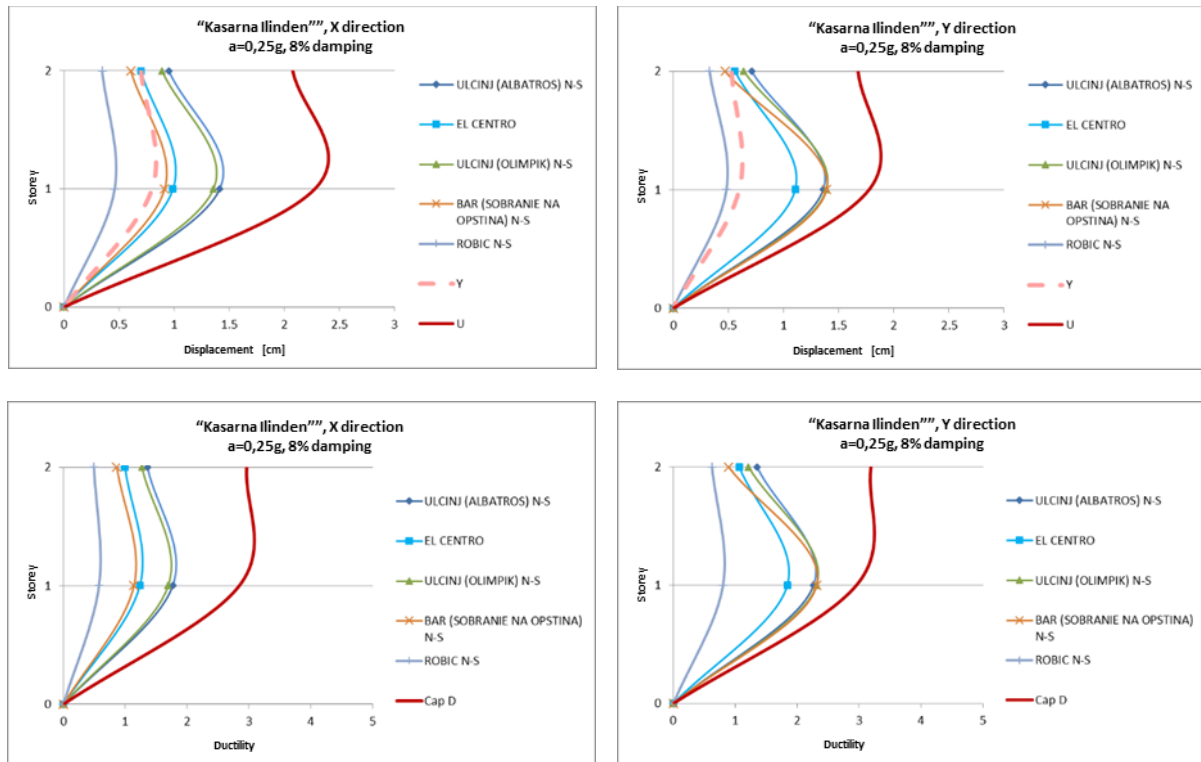 “Kasarna Ilinden””, X direction
a=0,25g, 8% damping
2
1
0
Storey
0
0.5
1
1.5
2
2.5
3
Displacement [cm]
ULCINJ (ALBATROS) N-S
EL CENTRO
ULCINJ (OLIMPIK) N-S
BAR (SOBRANIE NA
OPSTINA) N-S
ROBIC N-S
Y
U
“Kasarna Ilinden””, Y direction
a=0,25g, 8% damping
2
1
0
Storey
0
0.5
1
1.5
2
2.5
3
Displacement [cm]
ULCINJ (ALBATROS) N-S
EL CENTRO
ULCINJ (OLIMPIK) N-S
BAR (SOBRANIE NA
OPSTINA) N-S
ROBIC N-S
Y
U
“Kasarna Ilinden””, X direction
a=0,25g, 8% damping
2
1
0
Storey
0
1
2
3
4
5
Ductility
ULCINJ (ALBATROS) N-S
EL CENTRO
ULCINJ (OLIMPIK) N-S
BAR (SOBRANIE NA OPSTINA)
N-S
ROBIC N-S
Cap D
“Kasarna Ilinden””, Y direction
a=0,25g, 8% damping
2
1
0
Storey
0
1
2
3
4
5
Ductility
ULCINJ (ALBATROS) N-S
EL CENTRO
ULCINJ (OLIMPIK) N-S
BAR (SOBRANIE NA OPSTINA)
N-S
ROBIC N-S
Cap D